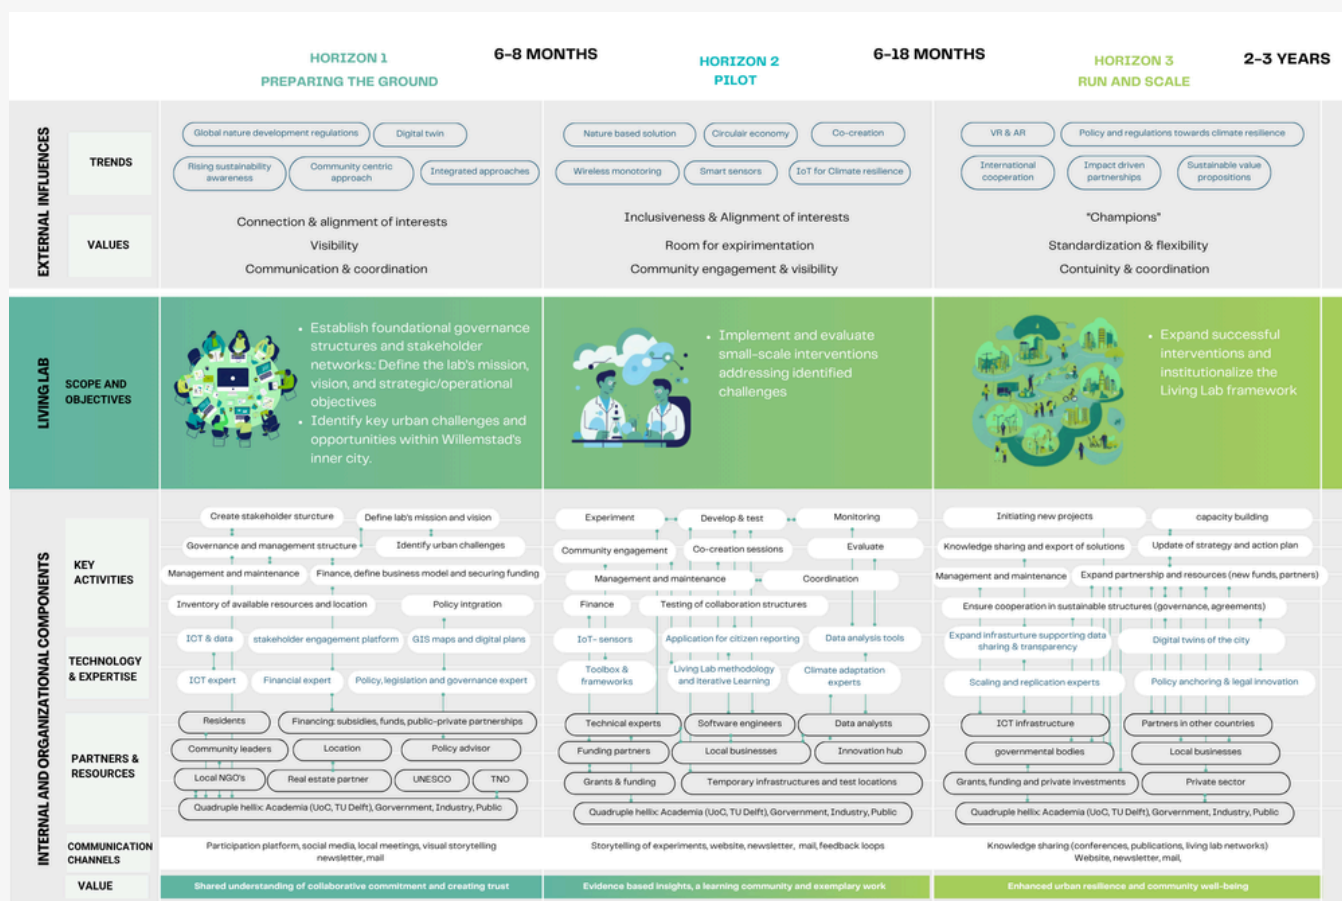 HORIZON 1
PREPARING THE GROUND
6-8 MONTHS
HORIZON 2
PILOT
6-18 MONTHS
HORIZON 3
RUN AND SCALE
2-3 YEARS
EXTERNAL INFLUENCES
TRENDS
Global nature development regulations
Digital twin
Rising sustainability
awareness
Community centric
approach
Integrated approaches
Nature based solution
Circulair economy
Co-creation
Wireless monotoring
Smart sensors
IoT for Climate resilience
VR & AR
Policy and regulations towards climate resilience
International
cooperation
Impact driven
partnerships
Sustainable value
propositions
VALUES
Connection & alignment of interests
Visibility
Communication & coordination
Inclusiveness & Alignment of interests
Room for expirimentation
Community engagement & visibility
"Champions"
Standardization & flexibility
Contuinity & coordination
LIVING LAB
SCOPE AND
OBJECTIVES
• Establish foundational governance
structures and stakeholder
networks.: Define the lab's mission,
vision, and strategic/operational
objectives
• Identify key urban challenges and
opportunities within Willemstad's
inner city.
• Implement and evaluate
small-scale interventions
addressing identified
challenges
• Expand successful
interventions and
institutionalize the
Living Lab framework
INTERNAL AND ORGANIZATIONAL COMPONENTS
KEY
ACTIVITIES
Create stakeholder sturcture
Define lab's mission and vision
Governance and management structure
Identify urban challenges
Management and maintenance
Finance, define business model and securing funding
Inventory of available resources and location
Policy intgration
Experiment
Develop & test
Monitoring
Community engagement
Co-creation sessions
Evaluate
Management and maintenance
Coordination
Finance
Testing of collaboration structures
Initiating new projects
capacity building
Knowledge sharing and export of solutions
Update of strategy and action plan
Management and maintenance
Expand partnership and resources (new funds, partners)
Ensure cooperation in sustainable structures (governance, agreements)
TECHNOLOGY
& EXPERTISE
ICT & data
stakeholder engagement platform
GIS maps and digital plans
ICT expert
Financial expert
Policy, legislation and governance expert
IoT- sensors
Application for citizen reporting
Data analysis tools
Toolbox &
frameworks
Living Lab methodology
and Iterative Learning
Climate adaptation
experts
Expand infrasturture supporting data
sharing & transparency
Digital twins of the city
Scaling and replication experts
Policy anchoring & legal innovation
PARTNERS &
RESOURCES
Residents
Financing: subsidies, funds, public-private partnerships
Community leaders
Location
Policy advisor
Local NGO's
Real estate partner
UNESCO
TNO
Quadruple hellix: Academia (UoC, TU Delft), Gorvernment, Industry, Public
Technical experts
Software engineers
Data analysts
Funding partners
Local businesses
Innovation hub
Grants & funding
Temporary infrastructures and test locations
Quadruple hellix: Academia (UoC, TU Delft), Gorvernment, Industry, Public
ICT infrastructure
Partners in other countries
governmental bodies
Local businesses
Grants, funding and private investments
Private sector
Quadruple hellix: Academia (UoC, TU Delft), Gorvernment, Industry, Public
COMMUNICATION
CHANNELS
Participation platform, social media, local meetings, visual storytelling
newsletter, mail
Storytelling of experiments, website, newsletter, mail, feedback loops
Knowledge sharing (conferences, publications, living lab networks)
Website, newsletter, mail,
VALUE
Shared understanding of collaborative commitment and creating trust
Evidence based insights, a learning community and exemplary work
Enhanced urban resilience and community well-being